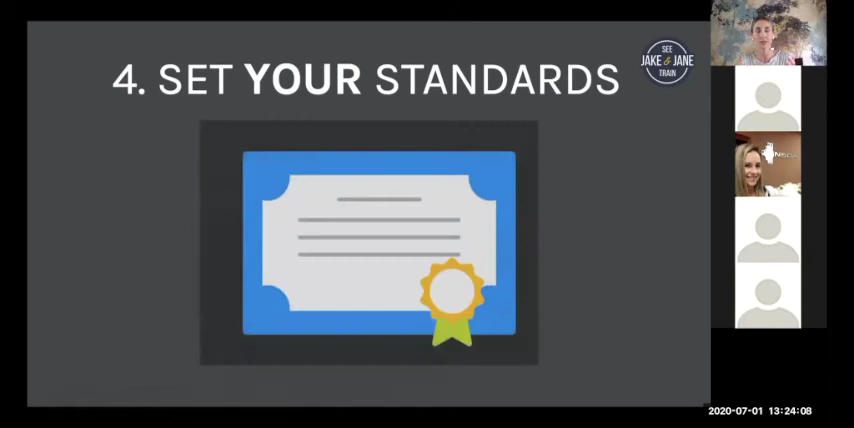 4. SET YOUR STANDARDS
SEE
JAKE & JANE
TRAIN
2020-07-01 13:24:08